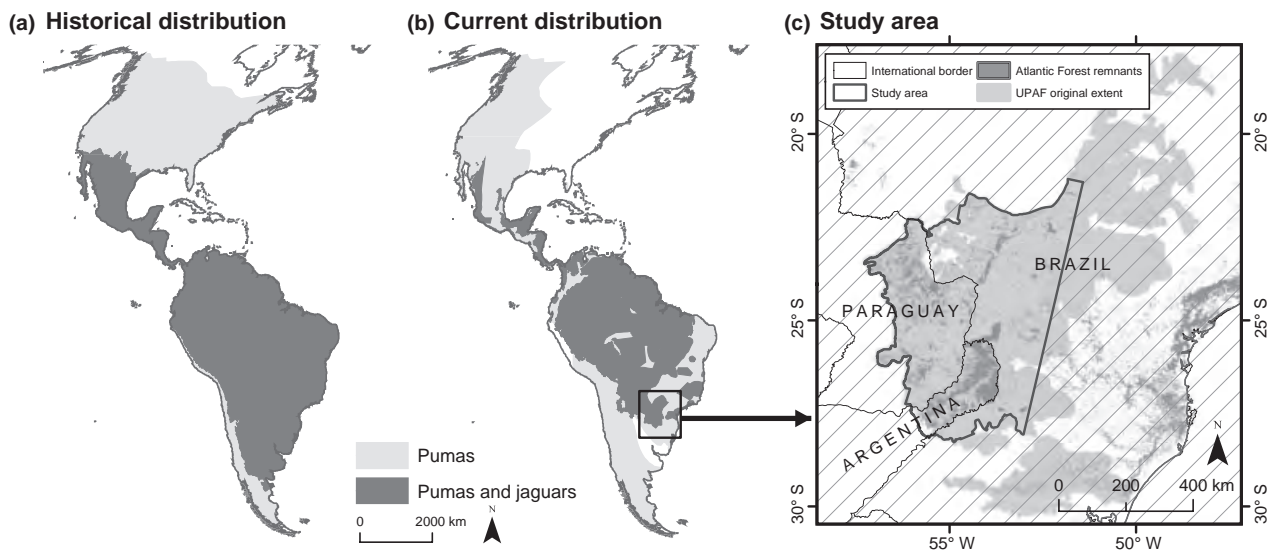 (a) Historical distribution
(b) Current distribution
(c) Study area
Pumas
Pumas and jaguars
0 2000 km
N
International border
Study area
Atlantic Forest remnants
UPAF original extent
20° S
25° S
30° S
20° S
25° S
30° S
BRAZIL
PARAGUAY
ARGENTINA
N
0 200 400 km
55° W
50° W